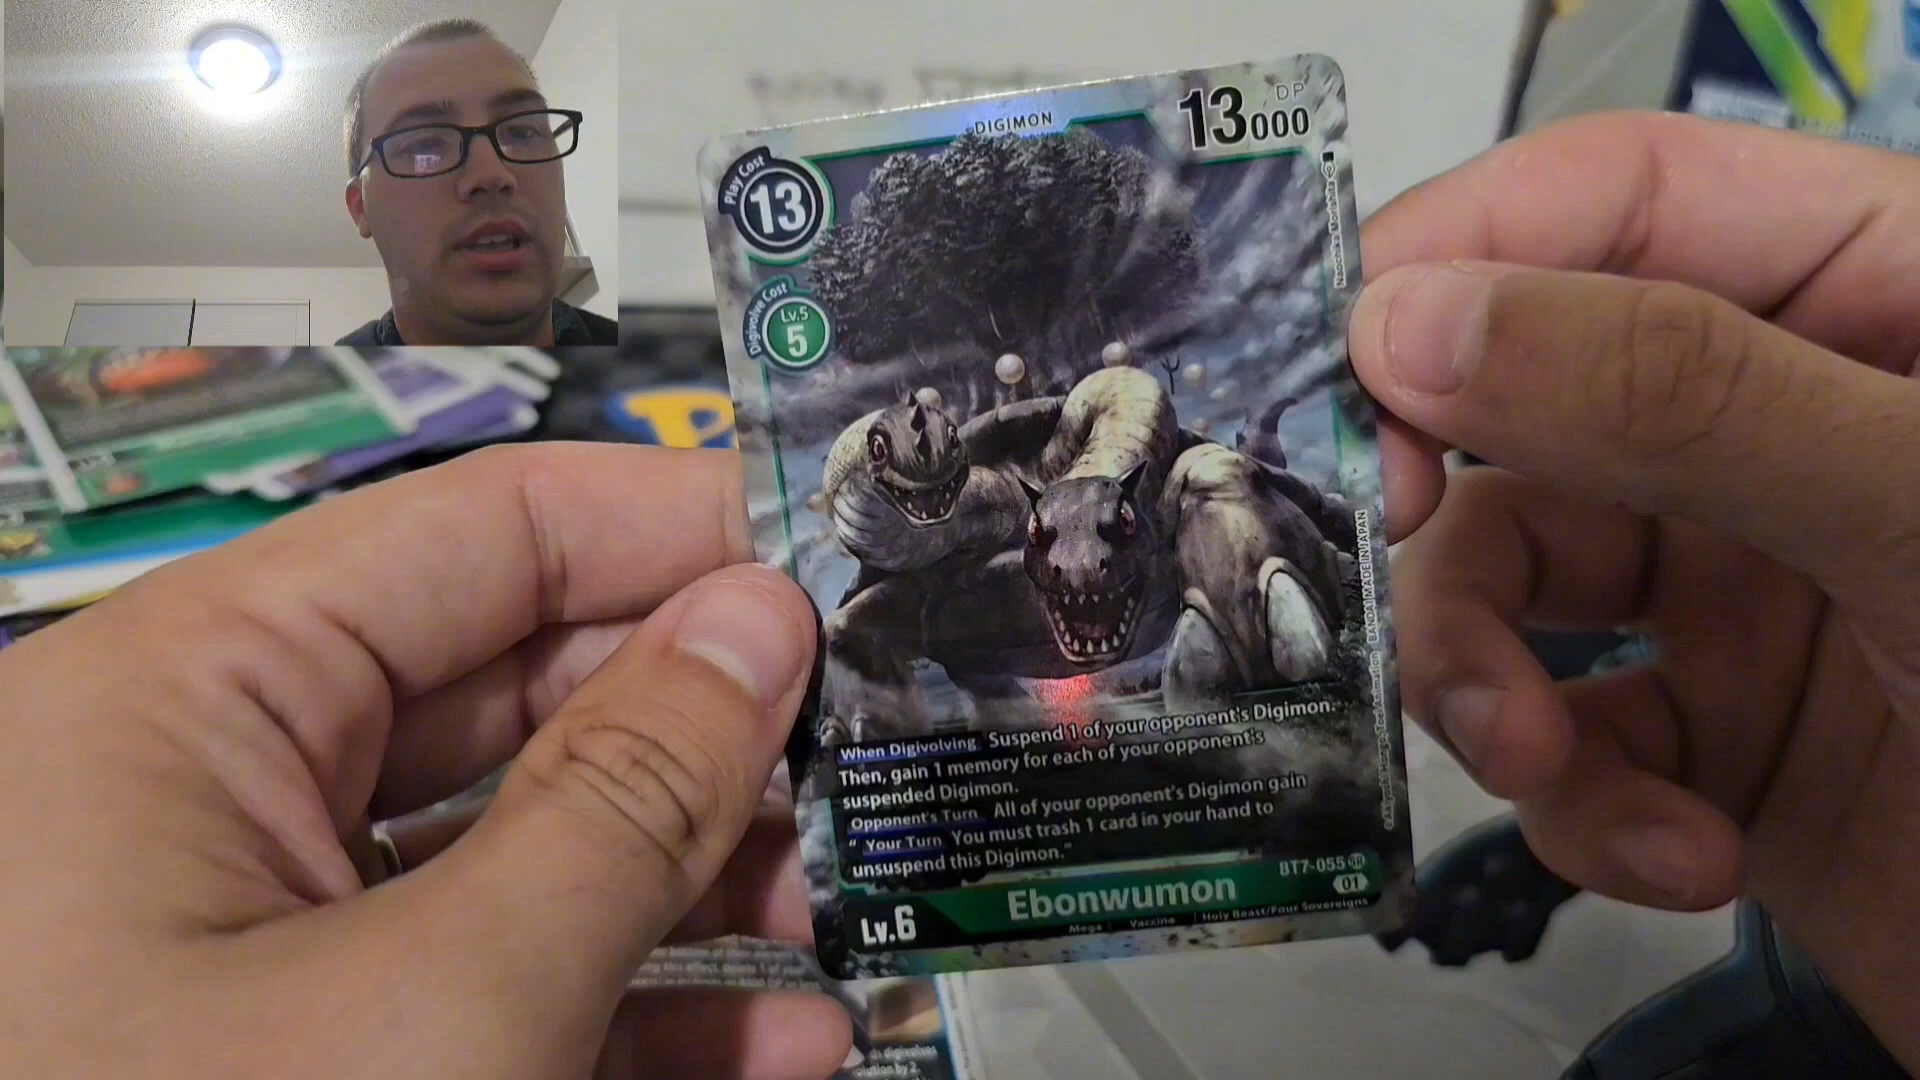 DIGIMON
DP
13000
Play Cost
13
Digivolve Cost
Lv.5
5
Naochika Morishita
BANDAI MADE IN JAPAN
When Digivolving Suspend 1 of your opponent's Digimon.
Then, gain 1 memory for each of your opponent's
suspended Digimon.
Opponent's Turn All of your opponent's Digimon gain
" Your Turn You must trash 1 card in your hand to
unsuspend this Digimon."
BT7-055 SR
01
Ebonwumon
Lv.6
Mega Vaccine Holy Beast/Four Sovereigns
P